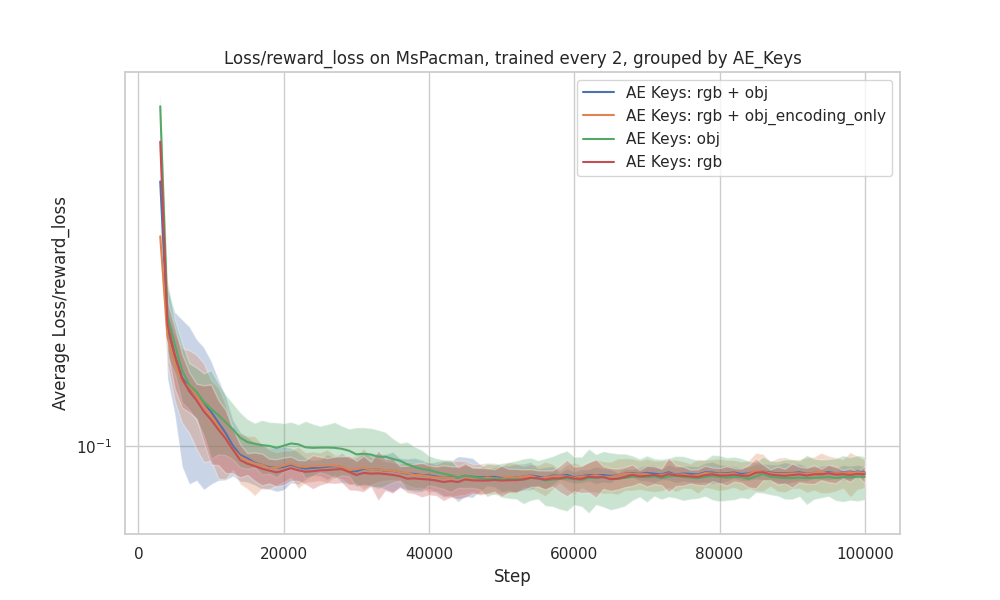 Loss/reward_loss on MsPacman, trained every 2, grouped by AE_Keys
AE Keys: rgb + obj
AE Keys: rgb + obj_encoding_only
AE Keys: obj
AE Keys: rgb
Average Loss/reward_loss
10⁻¹
0 20000 40000 60000 80000 100000
Step